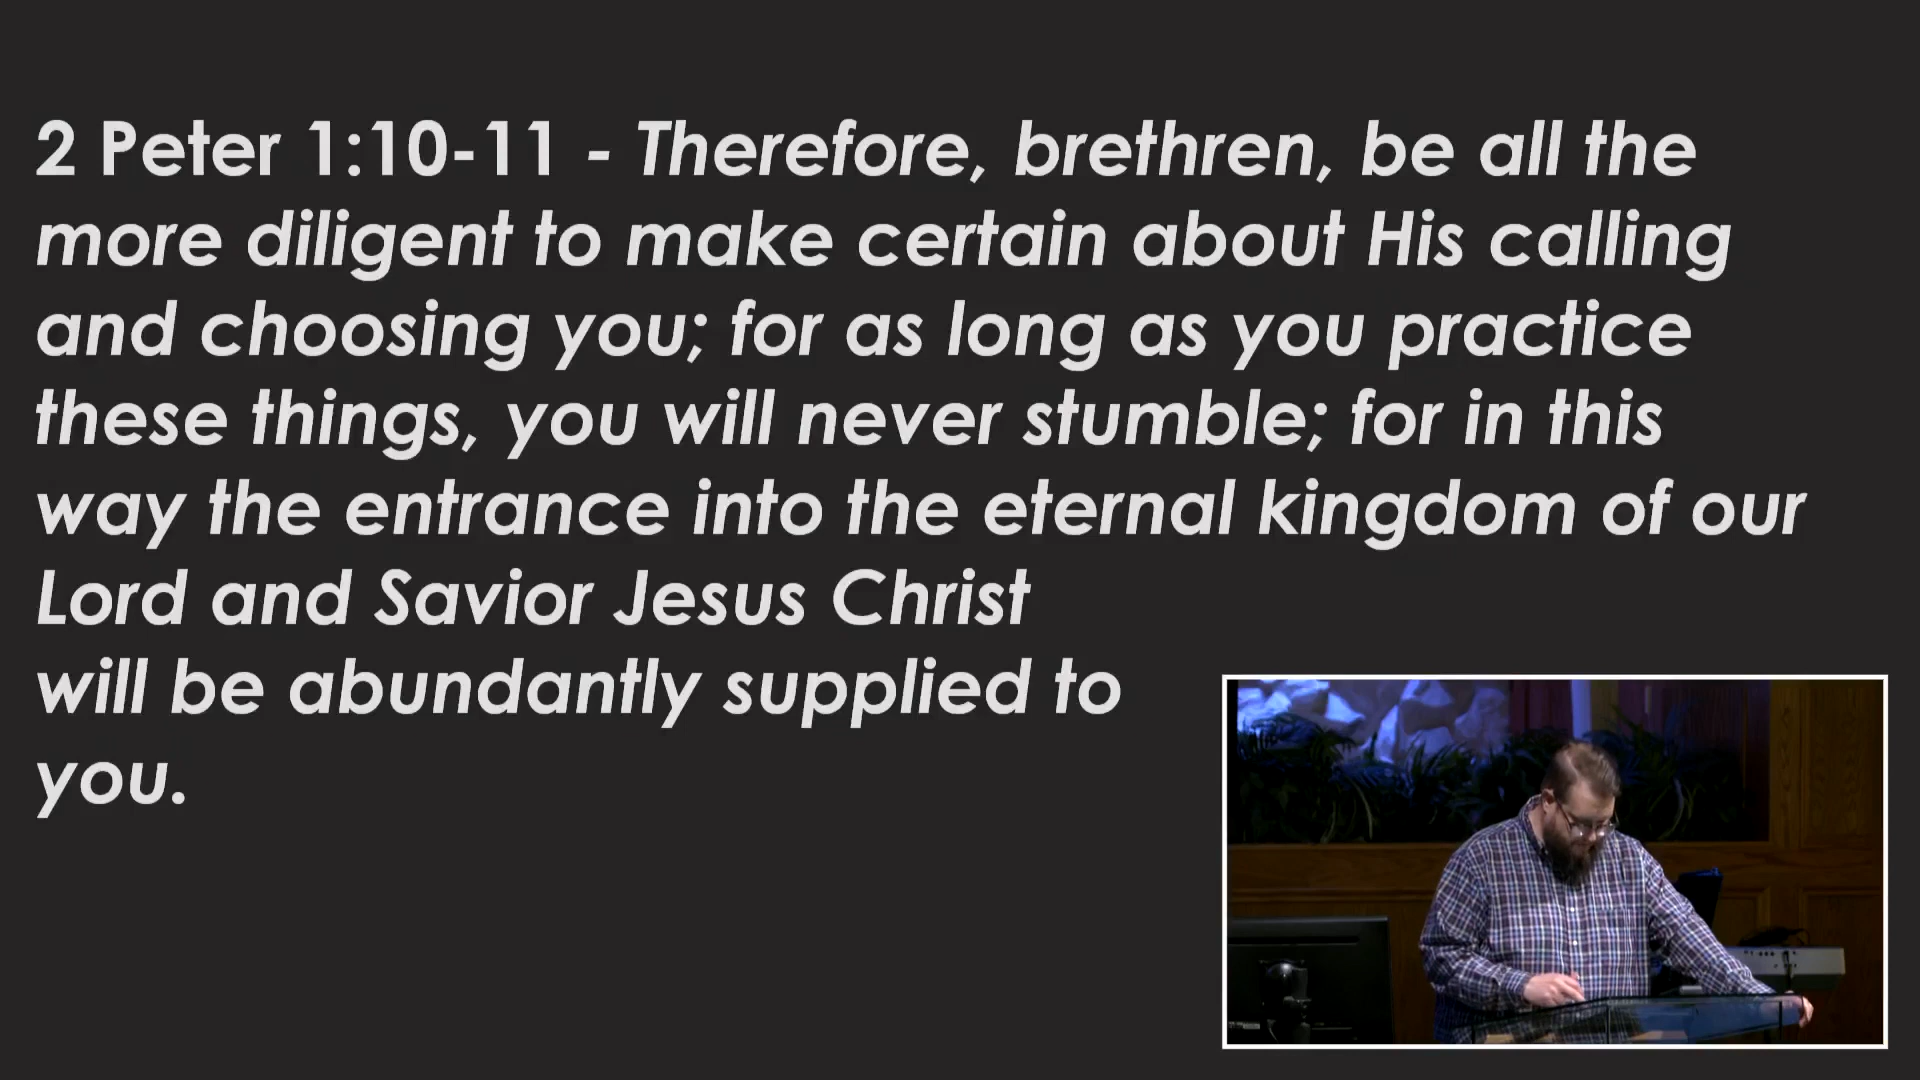 2 Peter 1:10-11 - Therefore, brethren, be all the
more diligent to make certain about His calling
and choosing you; for as long as you practice
these things, you will never stumble; for in this
way the entrance into the eternal kingdom of our
Lord and Savior Jesus Christ
will be abundantly supplied to
you.